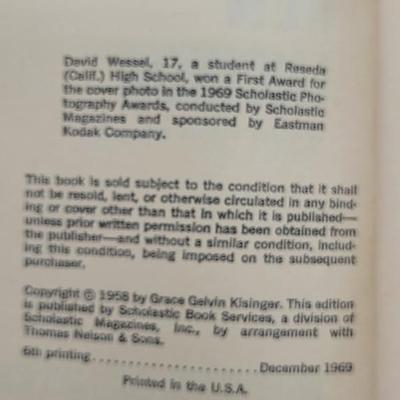 David Wessel, 17, a student at Reseda
(Calif.) High School, won a First Award for
the cover photo in the 1969 Scholastic Pho-
tography Awards, conducted by Scholastic
Magazines and sponsored by Eastman
Kodak Company.
This book is sold subject to the condition that it shall
not be resold, lent, or otherwise circulated in any bind-
ing or cover other than that in which it is published—
unless prior written permission has been obtained from
the publisher—and without a similar condition, includ-
ing this condition, being imposed on the subsequent
purchaser.
Copyright © 1958 by Grace Gelvin Kisinger. This edition
is published by Scholastic Book Services, a division of
Scholastic Magazines, Inc., by arrangement with
Thomas Nelson & Sons.
6th printing........................December 1969
Printed in the U.S.A.